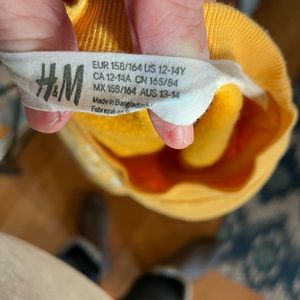 H&M
EUR 158/164 US 12-14Y
CA 12-14A CN 165/84
MX 158/164 AUS 13-14
Made in Bangladesh
Fabriqué